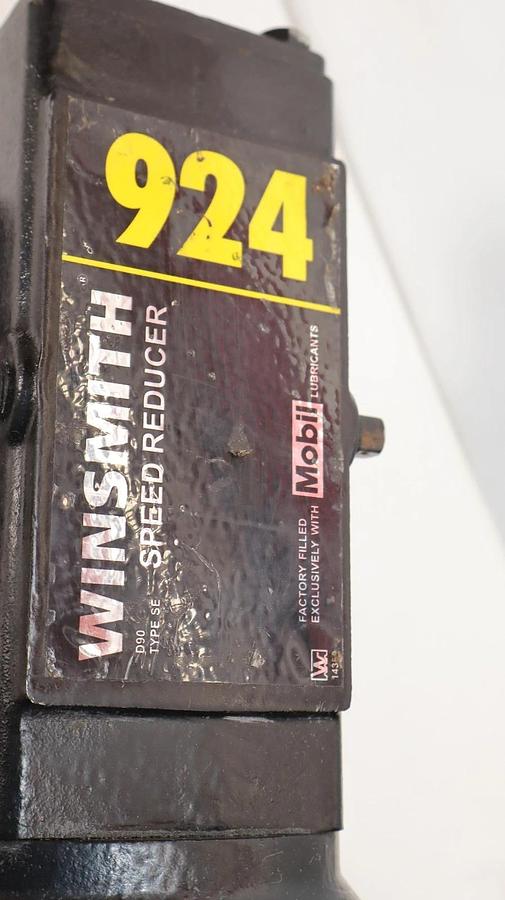 924
WINSMITH®
SPEED REDUCER
D90
TYPE SE
FACTORY FILLED
EXCLUSIVELY WITH Mobil LUBRICANTS
W